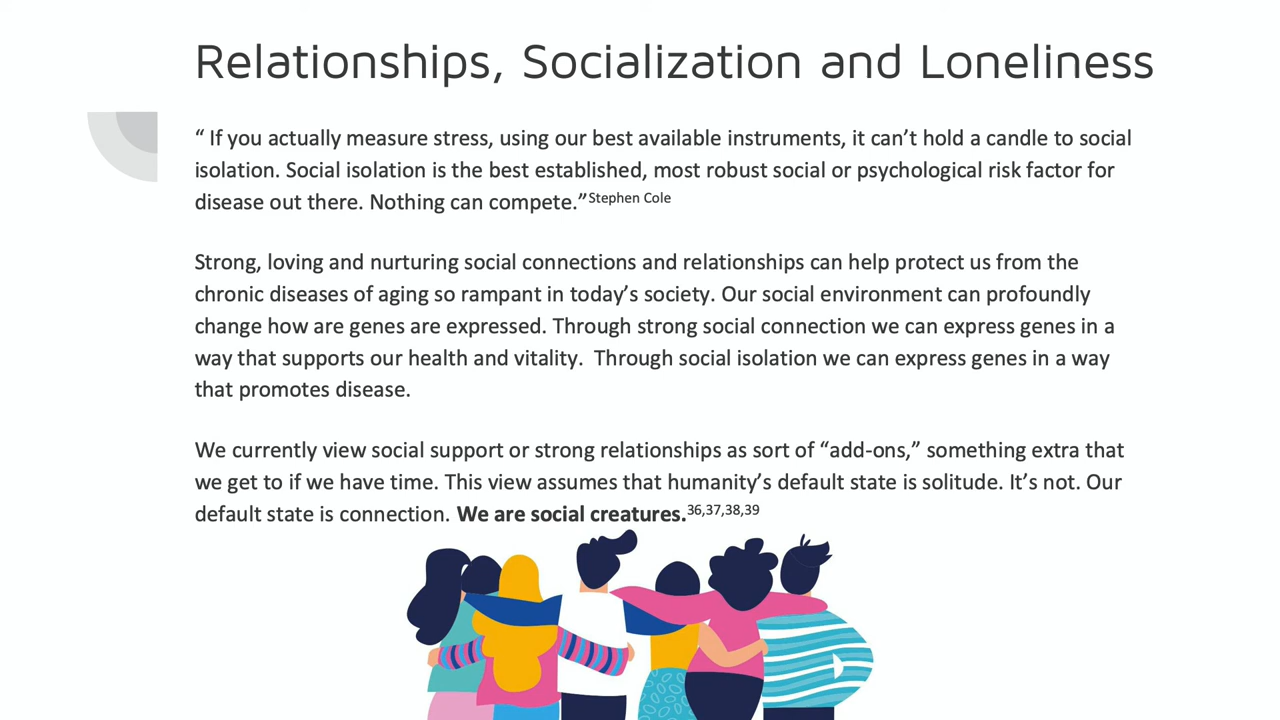 Relationships, Socialization and Loneliness
“ If you actually measure stress, using our best available instruments, it can’t hold a candle to social
isolation. Social isolation is the best established, most robust social or psychological risk factor for
disease out there. Nothing can compete.”Stephen Cole
Strong, loving and nurturing social connections and relationships can help protect us from the
chronic diseases of aging so rampant in today’s society. Our social environment can profoundly
change how are genes are expressed. Through strong social connection we can express genes in a
way that supports our health and vitality.  Through social isolation we can express genes in a way
that promotes disease.
We currently view social support or strong relationships as sort of “add-ons,” something extra that
we get to if we have time. This view assumes that humanity’s default state is solitude. It’s not. Our
default state is connection. We are social creatures.36,37,38,39